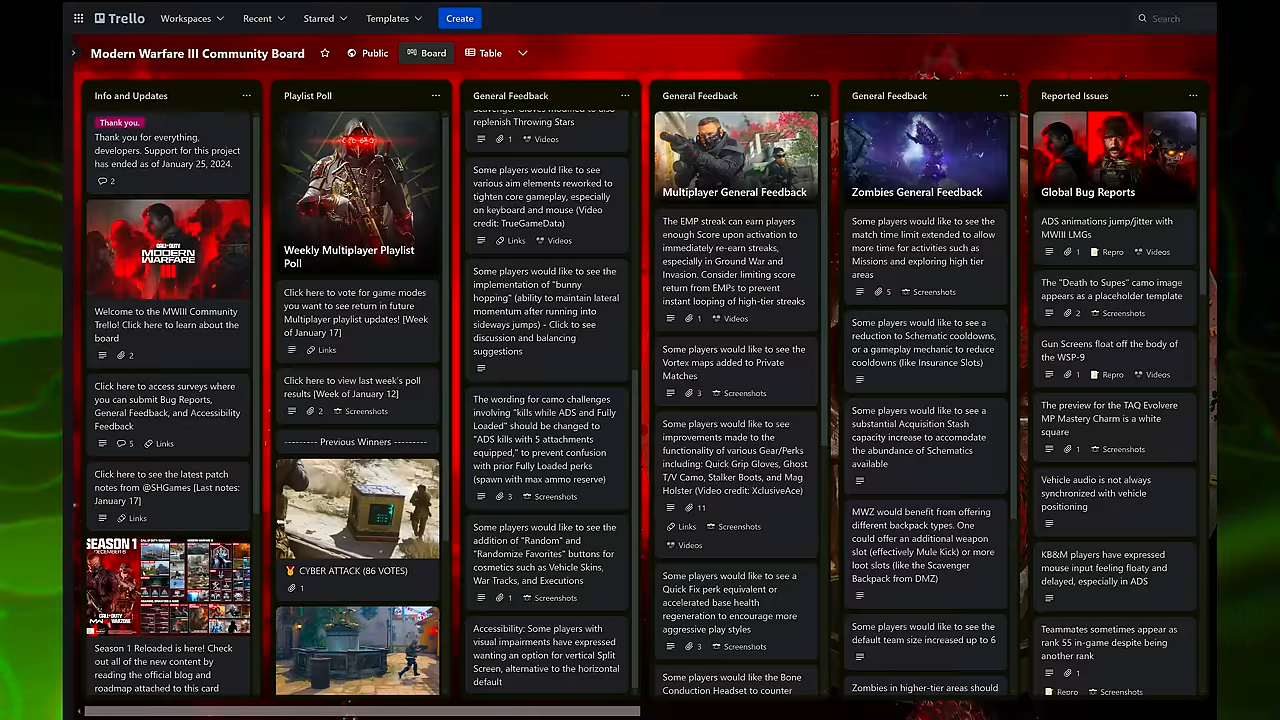 Trello
Workspaces
Recent
Starred
Templates
Create
Search
Modern Warfare III Community Board
Public
Board
Table
Info and Updates
Thank you.
Thank you for everything,
developers. Support for this project
has ended as of January 25, 2024.
2
CALL OF DUTY
MODERN
WARFARE
III
Welcome to the MWIII Community
Trello! Click here to learn about the
board
2
Click here to access surveys where
you can submit Bug Reports,
General Feedback, and Accessibility
Feedback
5 Links
Click here to see the latest patch
notes from @SHGames [Last notes:
January 17]
Links
SEASON 1
DECEMBER 6
Season 1 Reloaded is here! Check
out all of the new content by
reading the official blog and
roadmap attached to this card
Playlist Poll
Weekly Multiplayer Playlist
Poll
Click here to vote for game modes
you want to see return in future
Multiplayer playlist updates! [Week
of January 17]
Links
Click here to view last week's poll
results [Week of January 12]
2 Screenshots
--------- Previous Winners ---------
CYBER ATTACK (86 VOTES)
1
General Feedback
Scavenger Gloves modified to also
replenish Throwing Stars
1 Videos
Some players would like to see
various aim elements reworked to
tighten core gameplay, especially
on keyboard and mouse (Video
credit: TrueGameData)
Links Videos
Some players would like to see the
implementation of "bunny
hopping" (ability to maintain lateral
momentum after running into
sideways jumps) - Click to see
discussion and balancing
suggestions
The wording for camo challenges
involving "kills while ADS and Fully
Loaded" should be changed to
"ADS kills with 5 attachments
equipped," to prevent confusion
with prior Fully Loaded perks
(spawn with max ammo reserve)
3 Screenshots
Some players would like to see the
addition of "Random" and
"Randomize Favorites" buttons for
cosmetics such as Vehicle Skins,
War Tracks, and Executions
1 Screenshots
Accessibility: Some players with
visual impairments have expressed
wanting an option for vertical Split
Screen, alternative to the horizontal
default
General Feedback
Multiplayer General Feedback
The EMP streak can earn players
enough Score upon activation to
immediately re-earn streaks,
especially in Ground War and
Invasion. Consider limiting score
return from EMPs to prevent
instant looping of high-tier streaks
1 Videos
Some players would like to see the
Vortex maps added to Private
Matches
3 Screenshots
Some players would like to see
improvements made to the
functionality of various Gear/Perks
including: Quick Grip Gloves, Ghost
T/V Camo, Stalker Boots, and Mag
Holster (Video credit: XclusiveAce)
11
Links Screenshots
Videos
Some players would like to see a
Quick Fix perk equivalent or
accelerated base health
regeneration to encourage more
aggressive play styles
3 Screenshots
Some players would like the Bone
Conduction Headset to counter
General Feedback
Zombies General Feedback
Some players would like to see the
match time limit extended to allow
more time for activities such as
Missions and exploring high tier
areas
5 Screenshots
Some players would like to see a
reduction to Schematic cooldowns,
or a gameplay mechanic to reduce
cooldowns (like Insurance Slots)
Some players would like to see a
substantial Acquisition Stash
capacity increase to accomodate
the abundance of Schematics
available
MWZ would benefit from offering
different backpack types. One
could offer an additional weapon
slot (effectively Mule Kick) or more
loot slots (like the Scavenger
Backpack from DMZ)
Some players would like to see the
default team size increased up to 6
Zombies in higher-tier areas should
Reported Issues
Global Bug Reports
ADS animations jump/jitter with
MWIII LMGs
1 Repro Videos
The "Death to Supes" camo image
appears as a placeholder template
2 Screenshots
Gun Screens float off the body of
the WSP-9
1 Repro Videos
The preview for the TAQ Evolvere
MP Mastery Charm is a white
square
1 Screenshots
Vehicle audio is not always
synchronized with vehicle
positioning
KB&M players have expressed
mouse input feeling floaty and
delayed, especially in ADS
Teammates sometimes appear as
rank 55 in-game despite being
another rank
1
Repro Screenshots